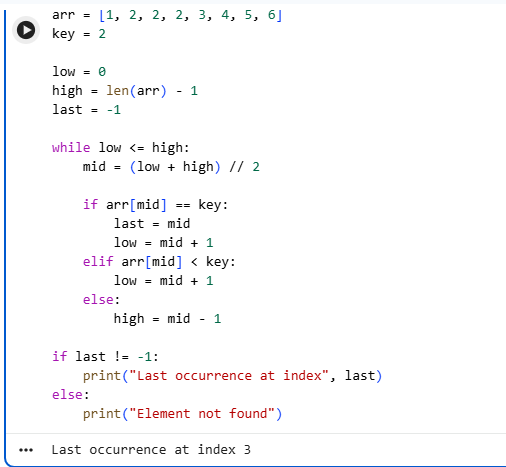 arr = [1, 2, 2, 2, 3, 4, 5, 6]
key = 2

low = 0
high = len(arr) - 1
last = -1

while low <= high:
    mid = (low + high) // 2

    if arr[mid] == key:
        last = mid
        low = mid + 1
    elif arr[mid] < key:
        low = mid + 1
    else:
        high = mid - 1

if last != -1:
    print("Last occurrence at index", last)
else:
    print("Element not found")
Last occurrence at index 3